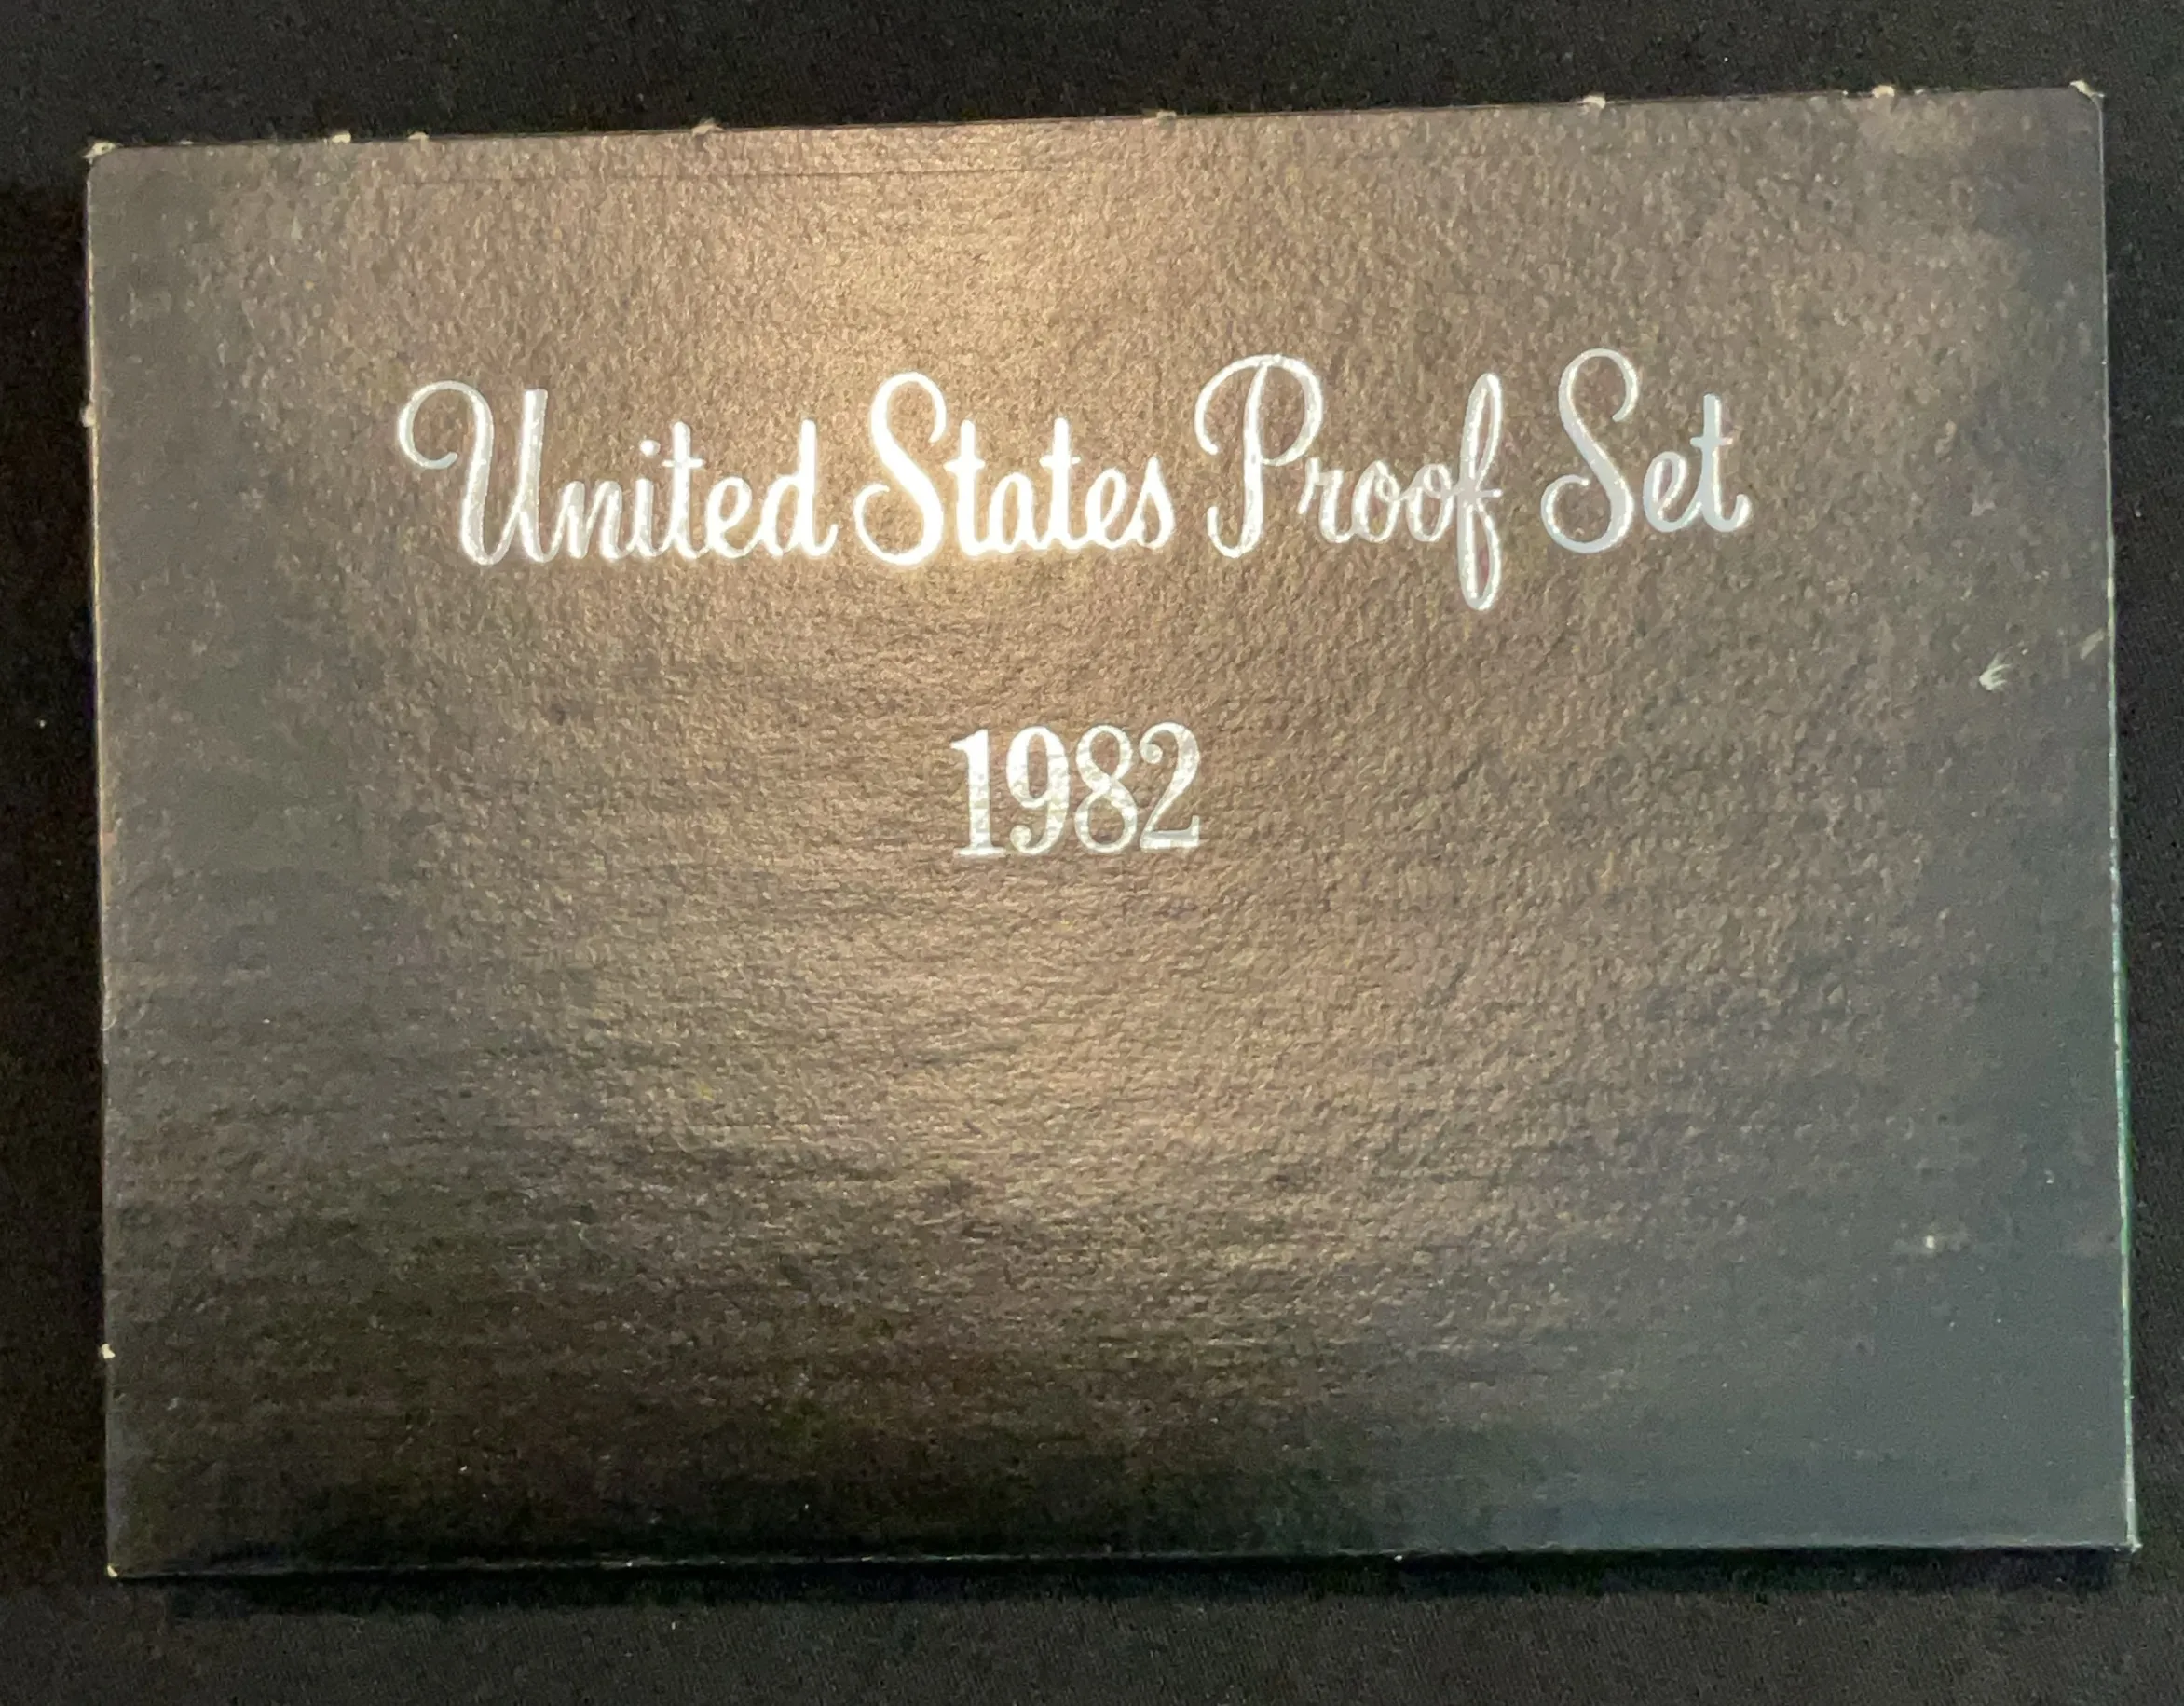 United States Proof Set
1982